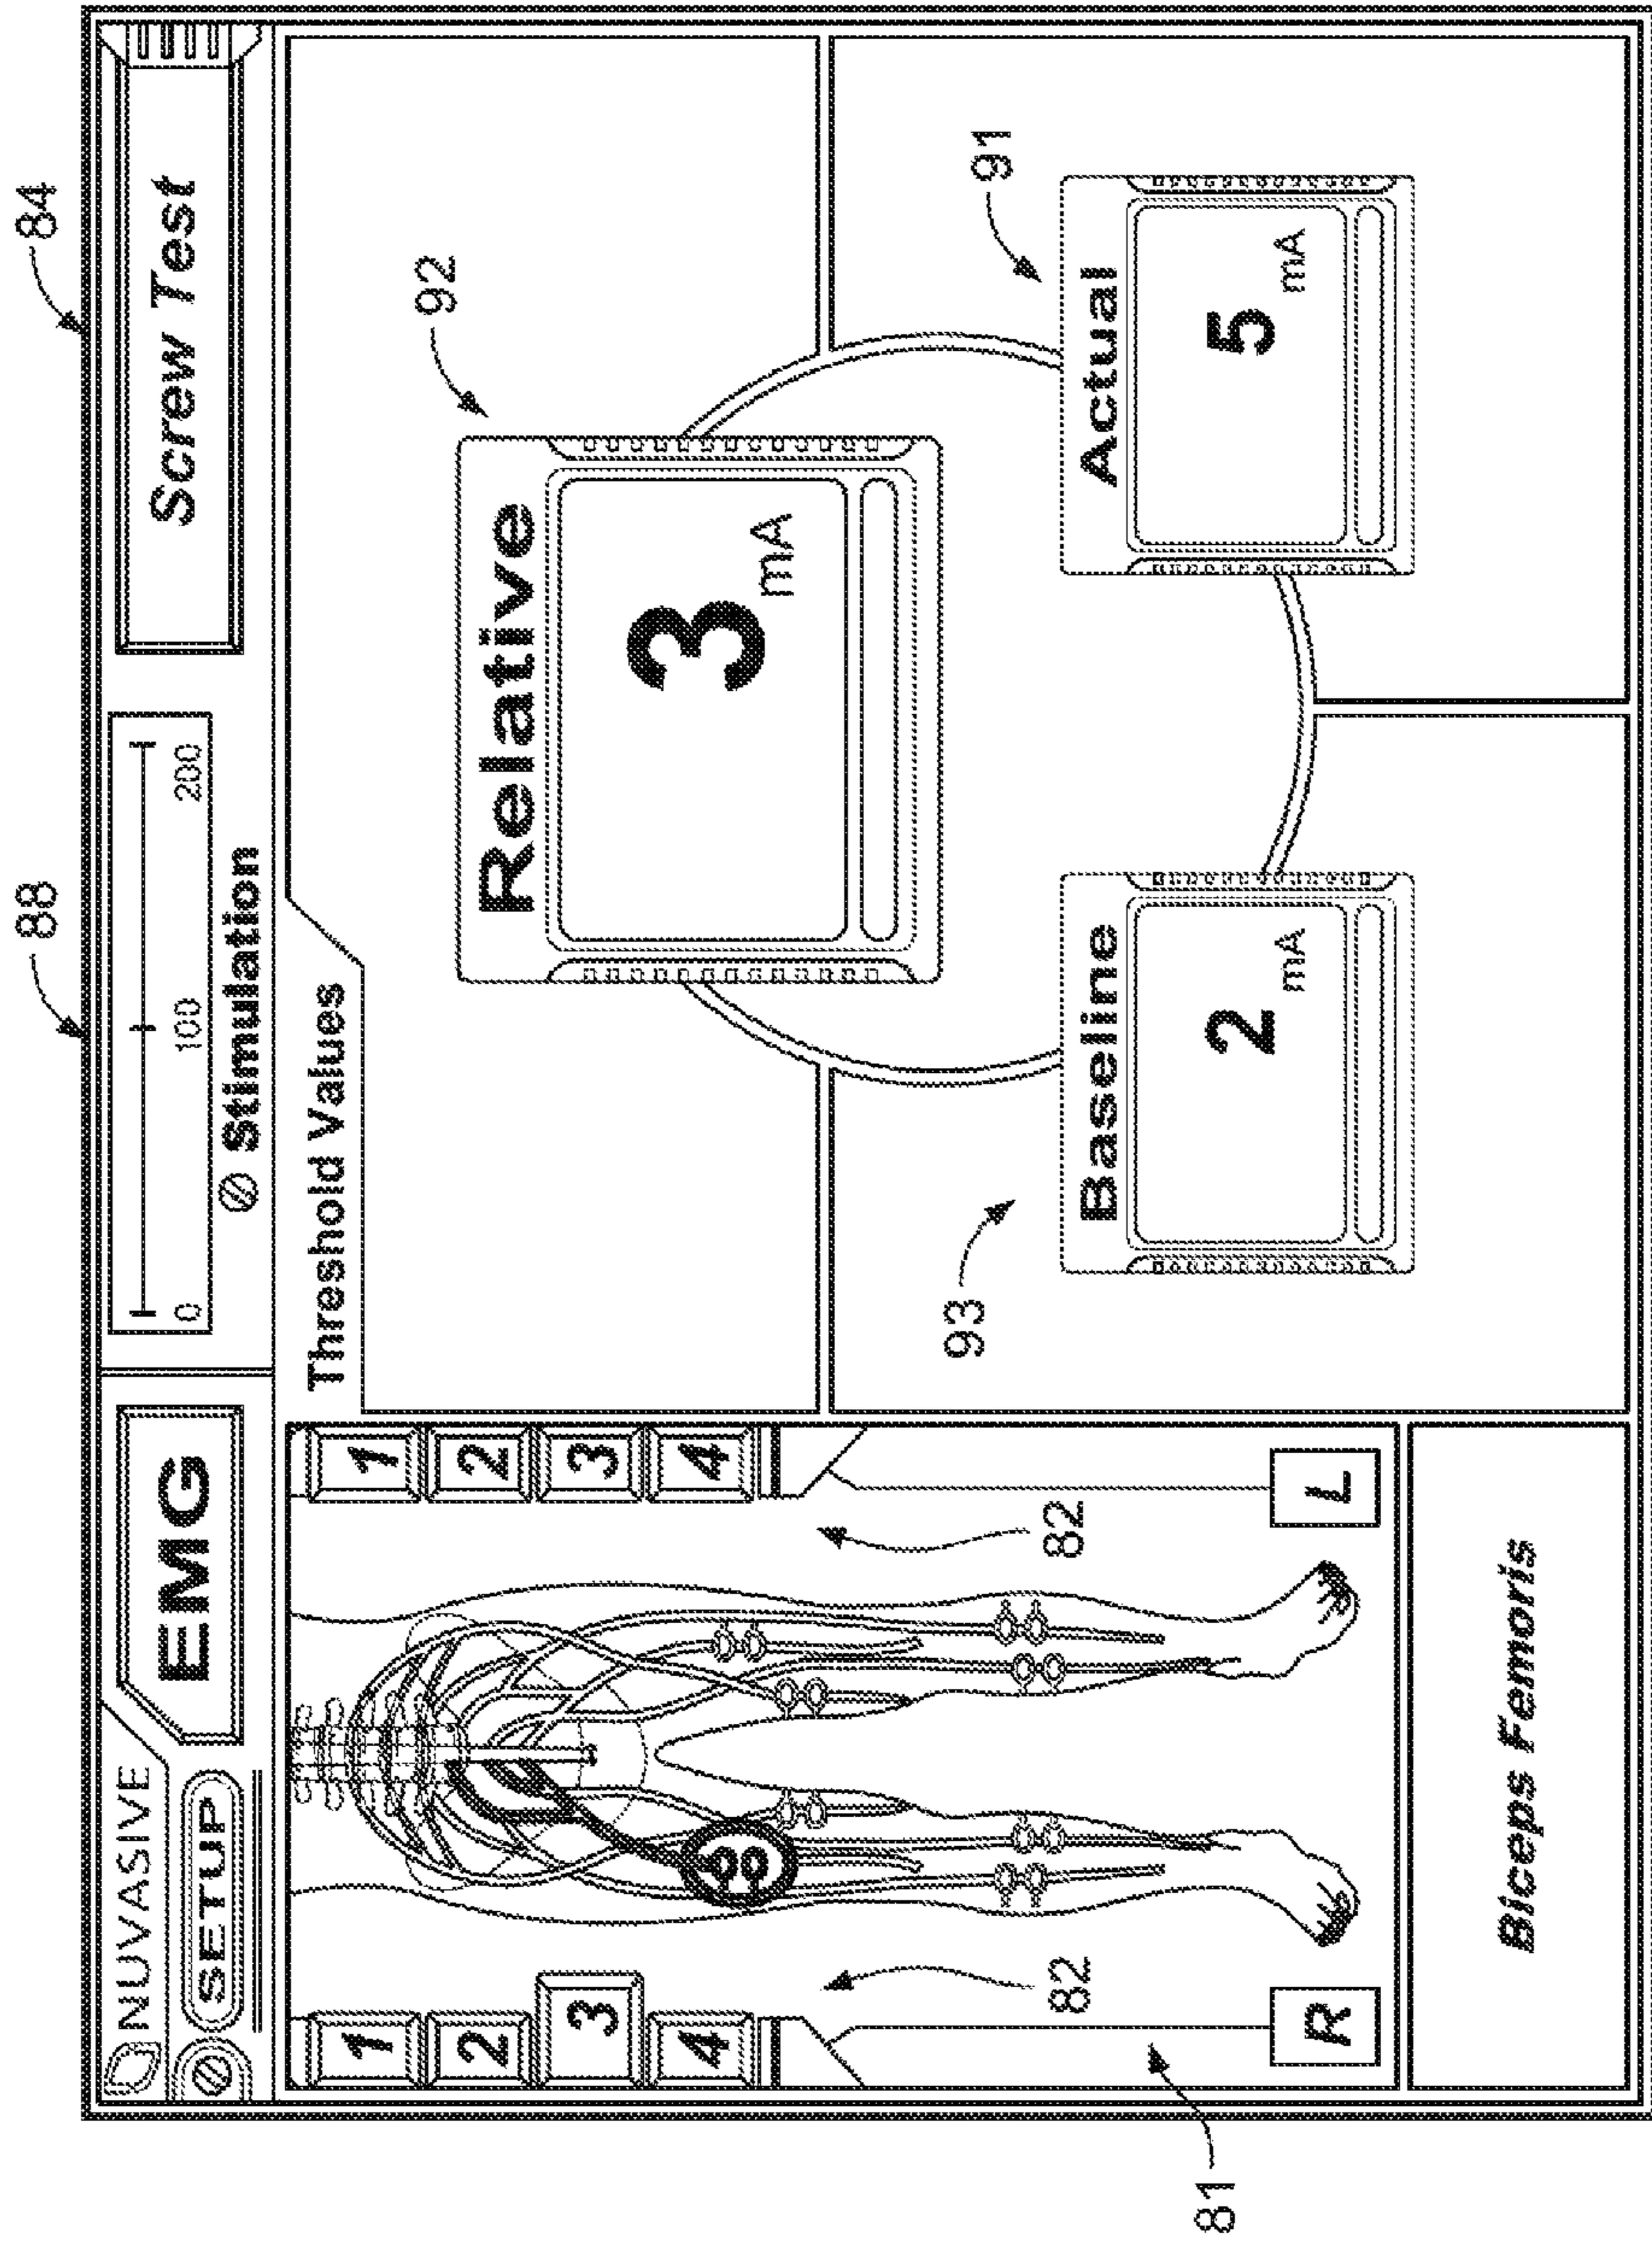 84
88
NUVASIVE
SETUP
EMG
0 100 200
Stimulation
Screw Test
Threshold Values
1 1
2 2
3 3
4 4
82 82
R L
81
Biceps Femoris
92
Relative
3
mA
93
91
Baseline
2
mA
Actual
5
mA